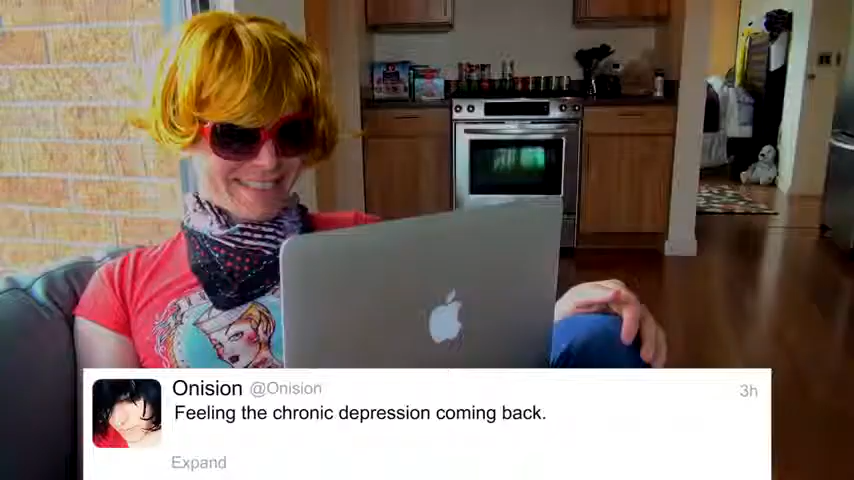 Onision @Onision 3h
Feeling the chronic depression coming back.
Expand